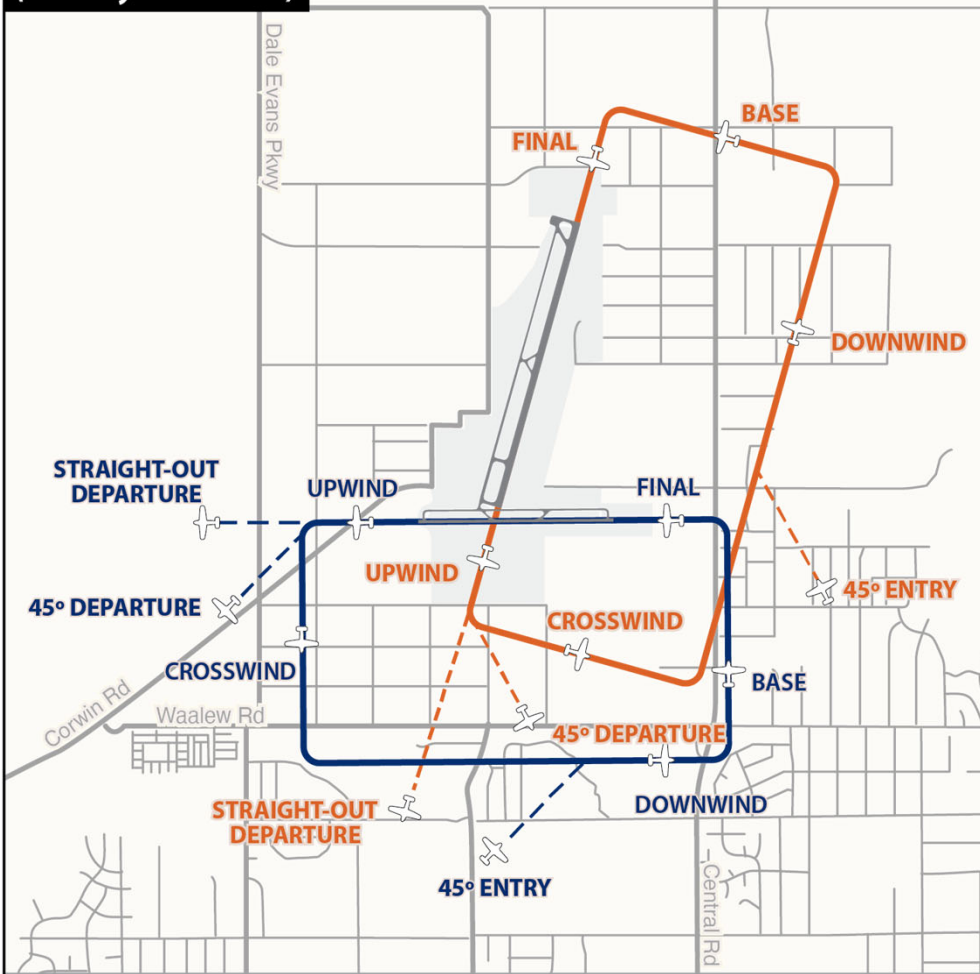 Dale Evans Pkwy
BASE
FINAL
DOWNWIND
STRAIGHT-OUT
DEPARTURE
UPWIND
FINAL
UPWIND
45º ENTRY
45º DEPARTURE
CROSSWIND
CROSSWIND
BASE
Corwin Rd
Waalew Rd
45º DEPARTURE
DOWNWIND
STRAIGHT-OUT
DEPARTURE
45º ENTRY
Central Rd